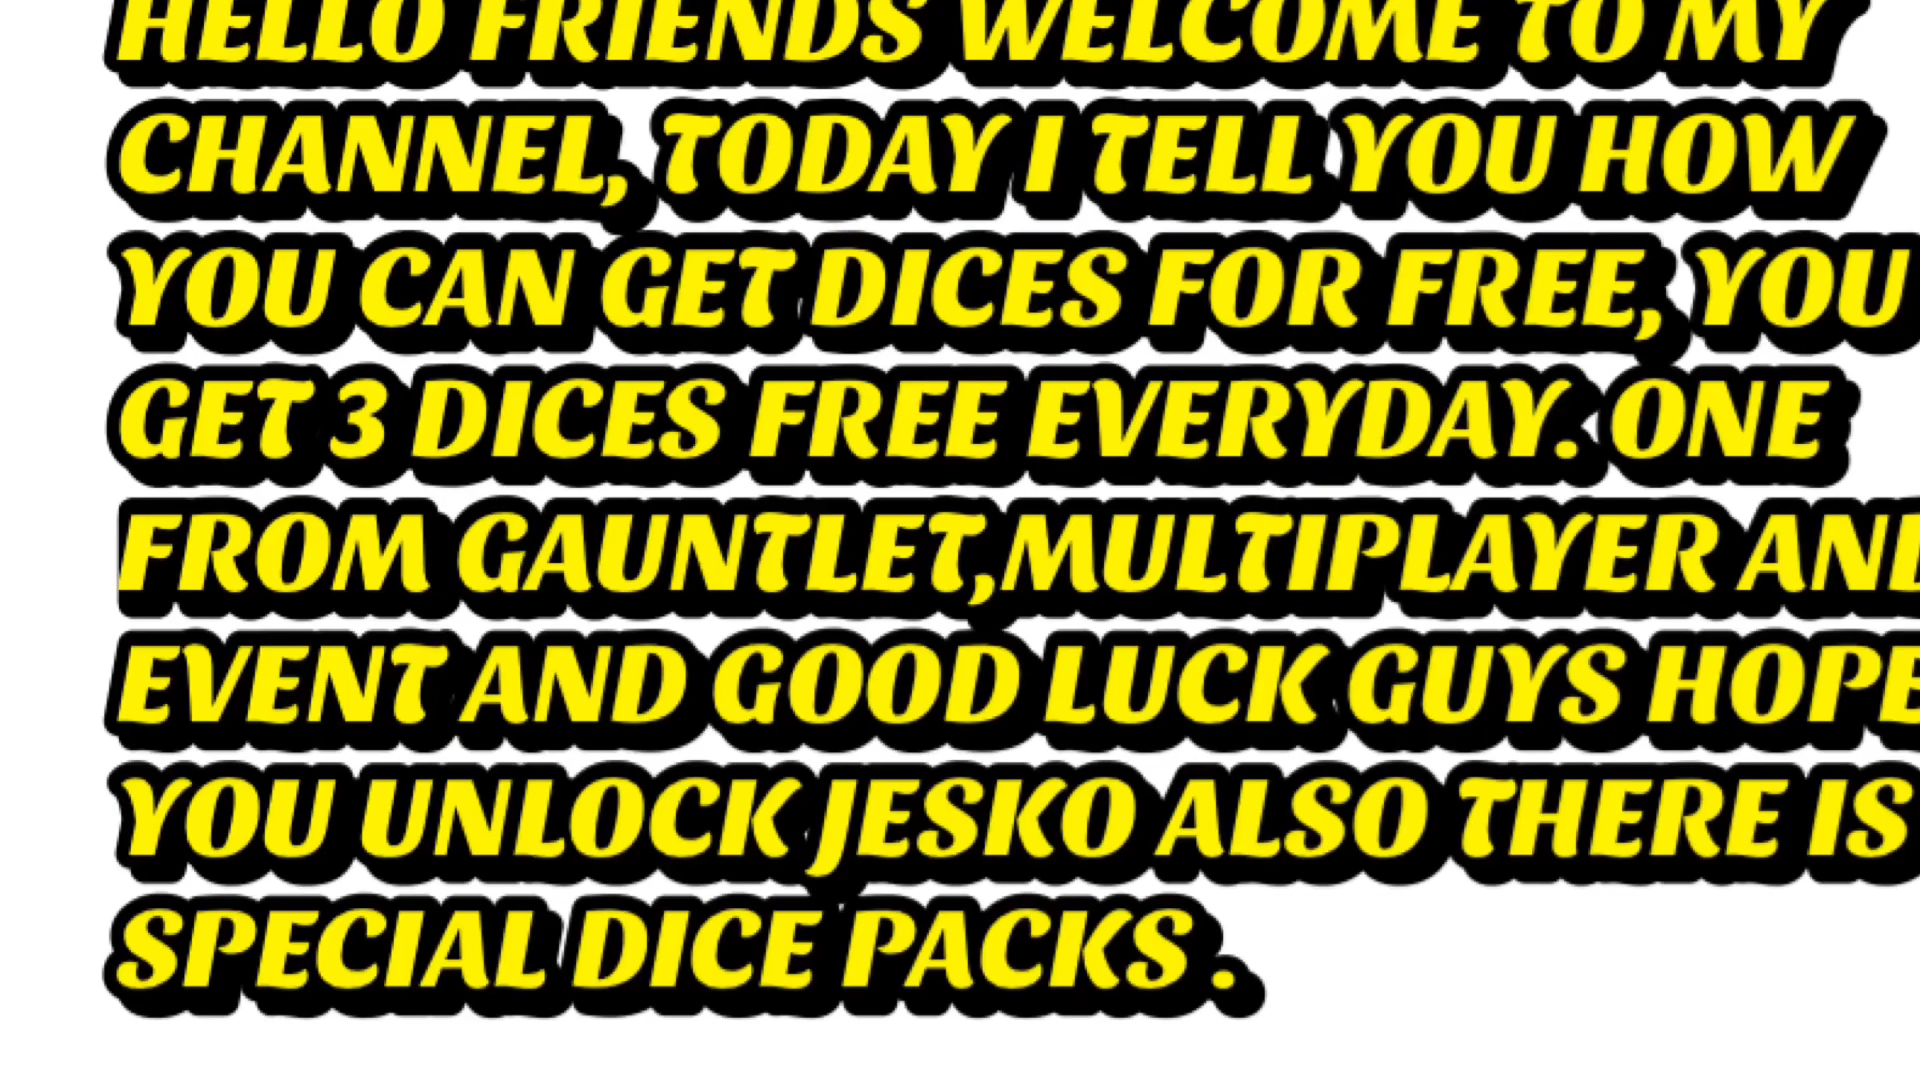 HELLO FRIENDS WELCOME TO MY
CHANNEL, TODAY I TELL YOU HOW
YOU CAN GET DICES FOR FREE, YOU
GET 3 DICES FREE EVERYDAY. ONE
FROM GAUNTLET,MULTIPLAYER AND
EVENT AND GOOD LUCK GUYS HOPE
YOU UNLOCK JESKO ALSO THERE IS
SPECIAL DICE PACKS .